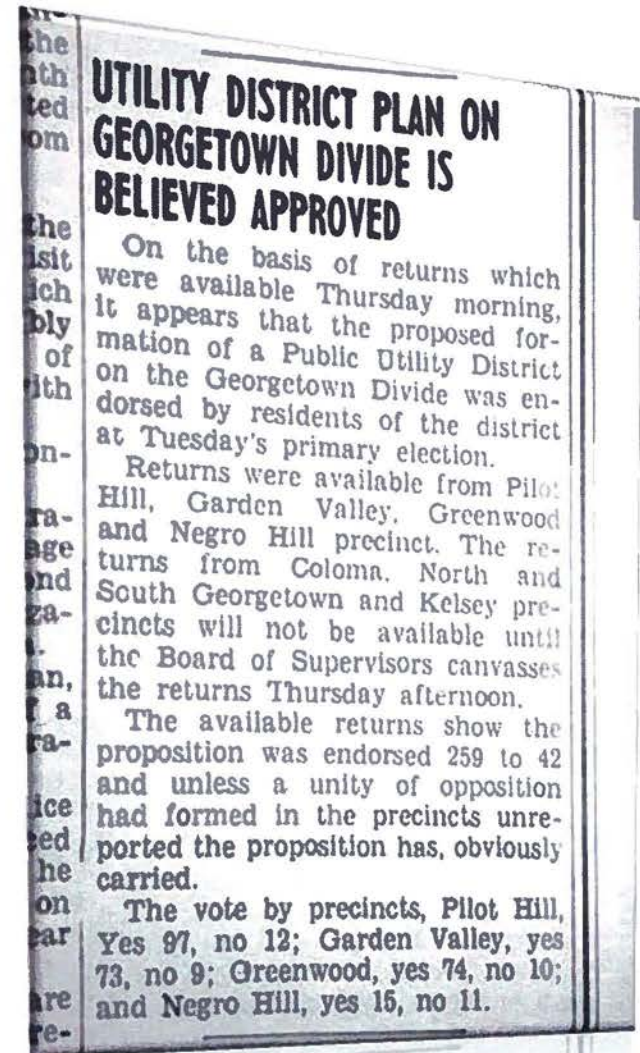 UTILITY DISTRICT PLAN ON
GEORGETOWN DIVIDE IS
BELIEVED APPROVED
On the basis of returns which
were available Thursday morning,
it appears that the proposed for-
mation of a Public Utility District
on the Georgetown Divide was en-
dorsed by residents of the district
at Tuesday's primary election.
Returns were available from Pilot
Hill, Garden Valley, Greenwood
and Negro Hill precinct. The re-
turns from Coloma, North and
South Georgetown and Kelsey pre-
cincts will not be available until
the Board of Supervisors canvasses
the returns Thursday afternoon.
The available returns show the
proposition was endorsed 259 to 42
and unless a unity of opposition
had formed in the precincts unre-
ported the proposition has, obviously
carried.
The vote by precincts, Pilot Hill,
Yes 97, no 12; Garden Valley, yes
73, no 9; Greenwood, yes 74, no 10;
and Negro Hill, yes 15, no 11.